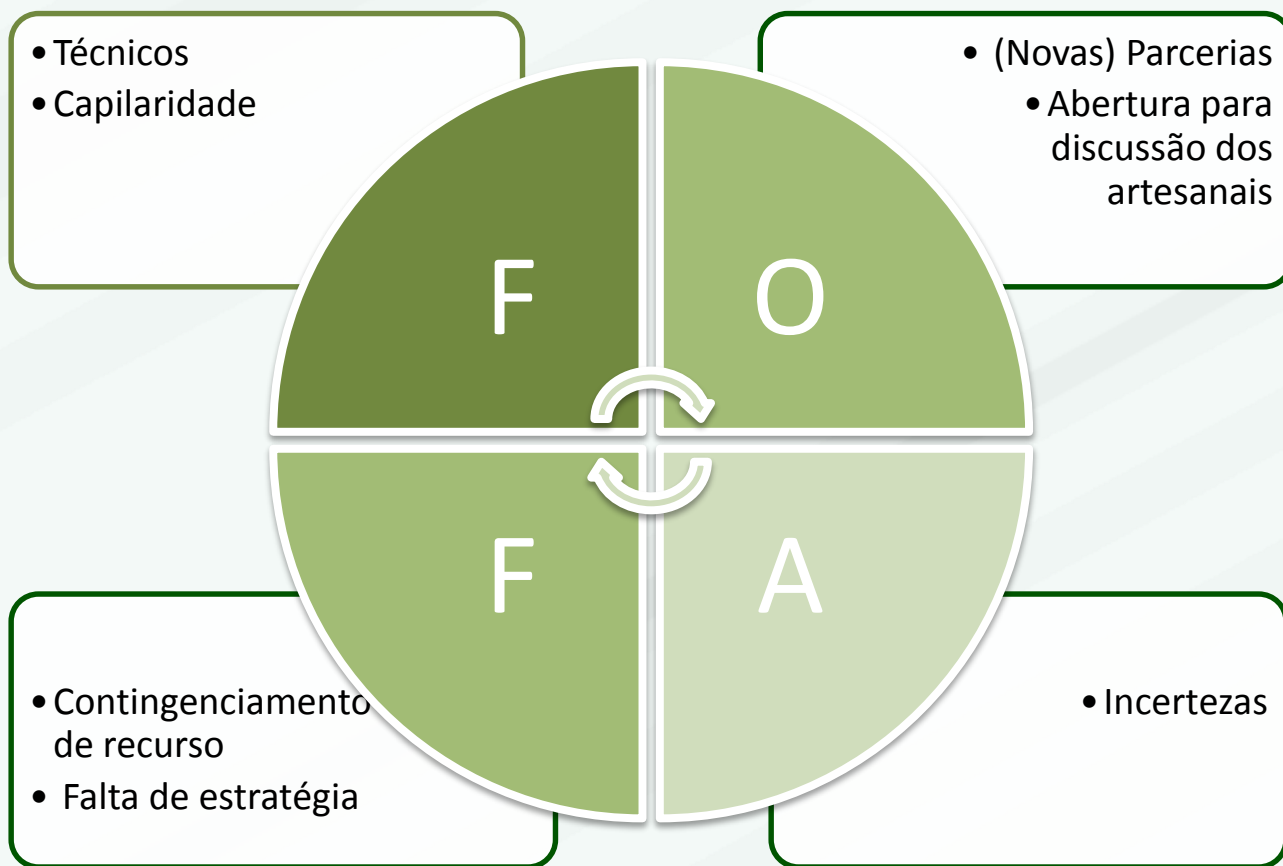 • Técnicos
• Capilaridade
• (Novas) Parcerias
• Abertura para
discussão dos
artesanais
F
O
F
A
• Contingenciamento
de recurso
• Falta de estratégia
• Incertezas